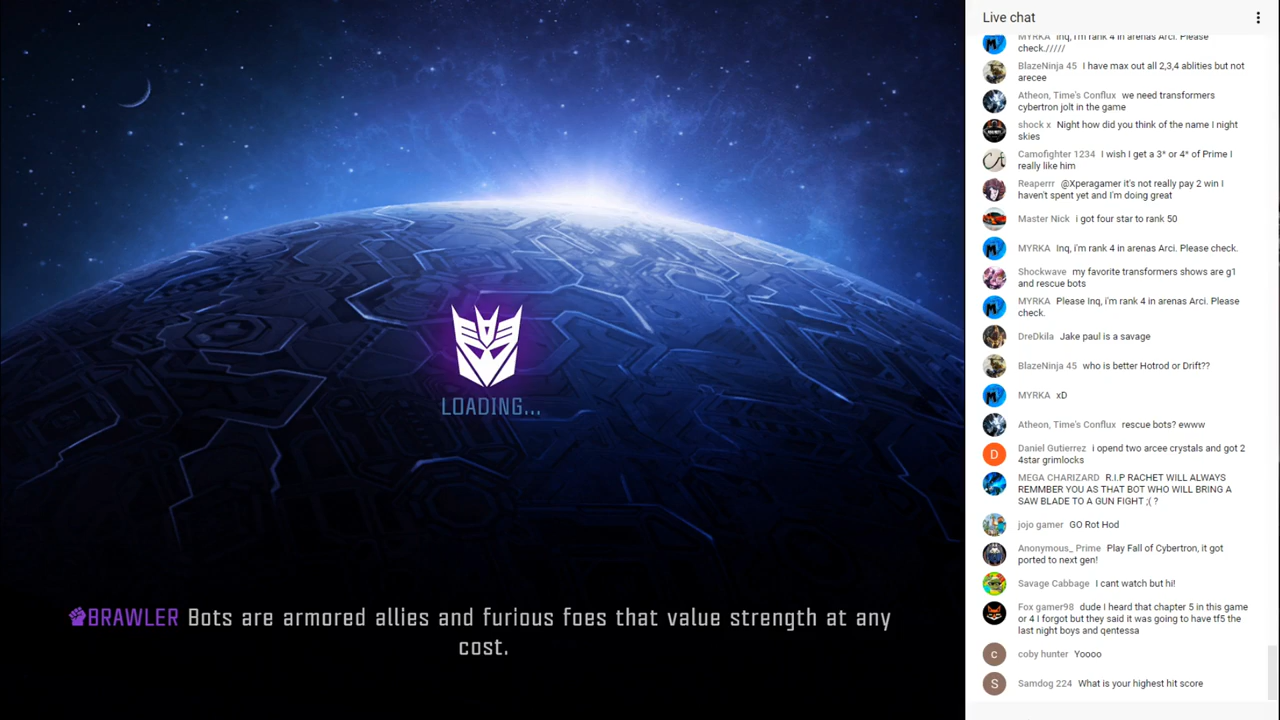 LOADING...
BRAWLER Bots are armored allies and furious foes that value strength at any
cost.
Live chat
MYRKA Inq, i'm rank 4 in arenas Arci. Please
check./////
BlazeNinja 45 I have max out all 2,3,4 ablities but not
arecee
Atheon, Time's Conflux we need transformers
cybertron jolt in the game
shock x Night how did you think of the name I night
skies
Camofighter 1234 I wish I get a 3* or 4* of Prime I
really like him
Reaperrr @Xperagamer it's not really pay 2 win I
haven't spent yet and I'm doing great
Master Nick i got four star to rank 50
MYRKA Inq, i'm rank 4 in arenas Arci. Please check.
Shockwave my favorite transformers shows are g1
and rescue bots
MYRKA Please Inq, i'm rank 4 in arenas Arci. Please
check.
DreDkila Jake paul is a savage
BlazeNinja 45 who is better Hotrod or Drift??
MYRKA xD
Atheon, Time's Conflux rescue bots? ewww
D
Daniel Gutierrez i opend two arcee crystals and got 2
4star grimlocks
MEGA CHARIZARD R.I.P RACHET WILL ALWAYS
REMMBER YOU AS THAT BOT WHO WILL BRING A
SAW BLADE TO A GUN FIGHT ;( ?
jojo gamer GO Rot Hod
Anonymous_ Prime Play Fall of Cybertron, it got
ported to next gen!
Savage Cabbage I cant watch but hi!
Fox gamer98 dude I heard that chapter 5 in this game
or 4 I forgot but they said it was going to have tf5 the
last night boys and qentessa
c
coby hunter Yoooo
S
Samdog 224 What is your highest hit score